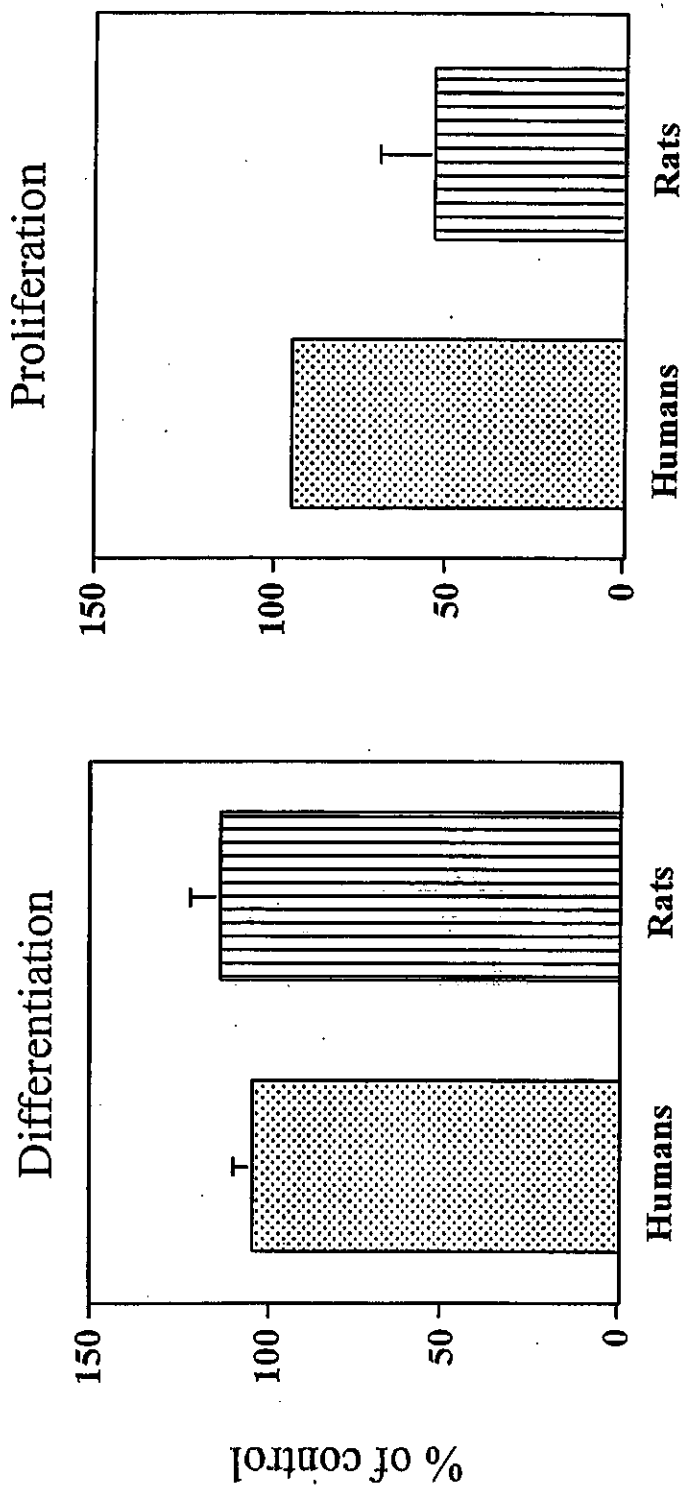 Differentiation
% of control
150
100
50
0
Humans
Rats
Proliferation
150
100
50
0
Humans
Rats